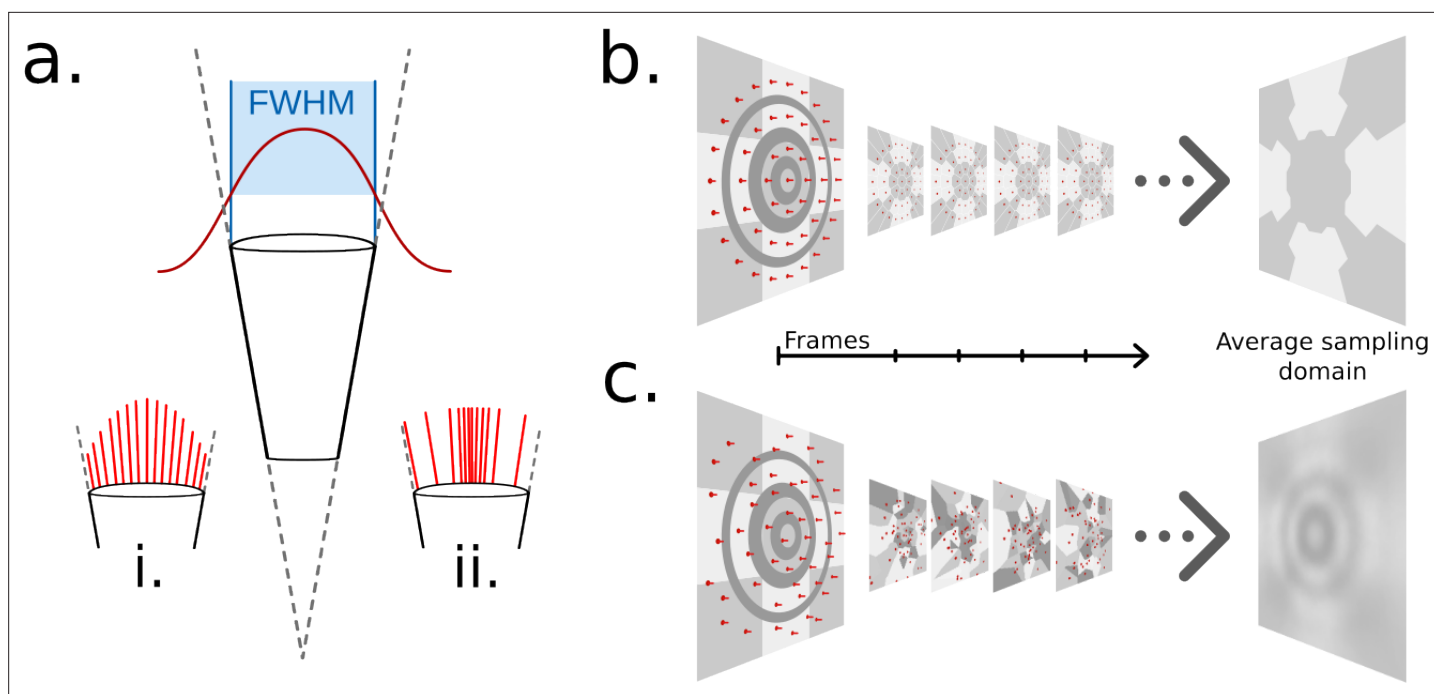 a.
FWHM
i.
ii.
b.
Frames
Average sampling
domain
c.